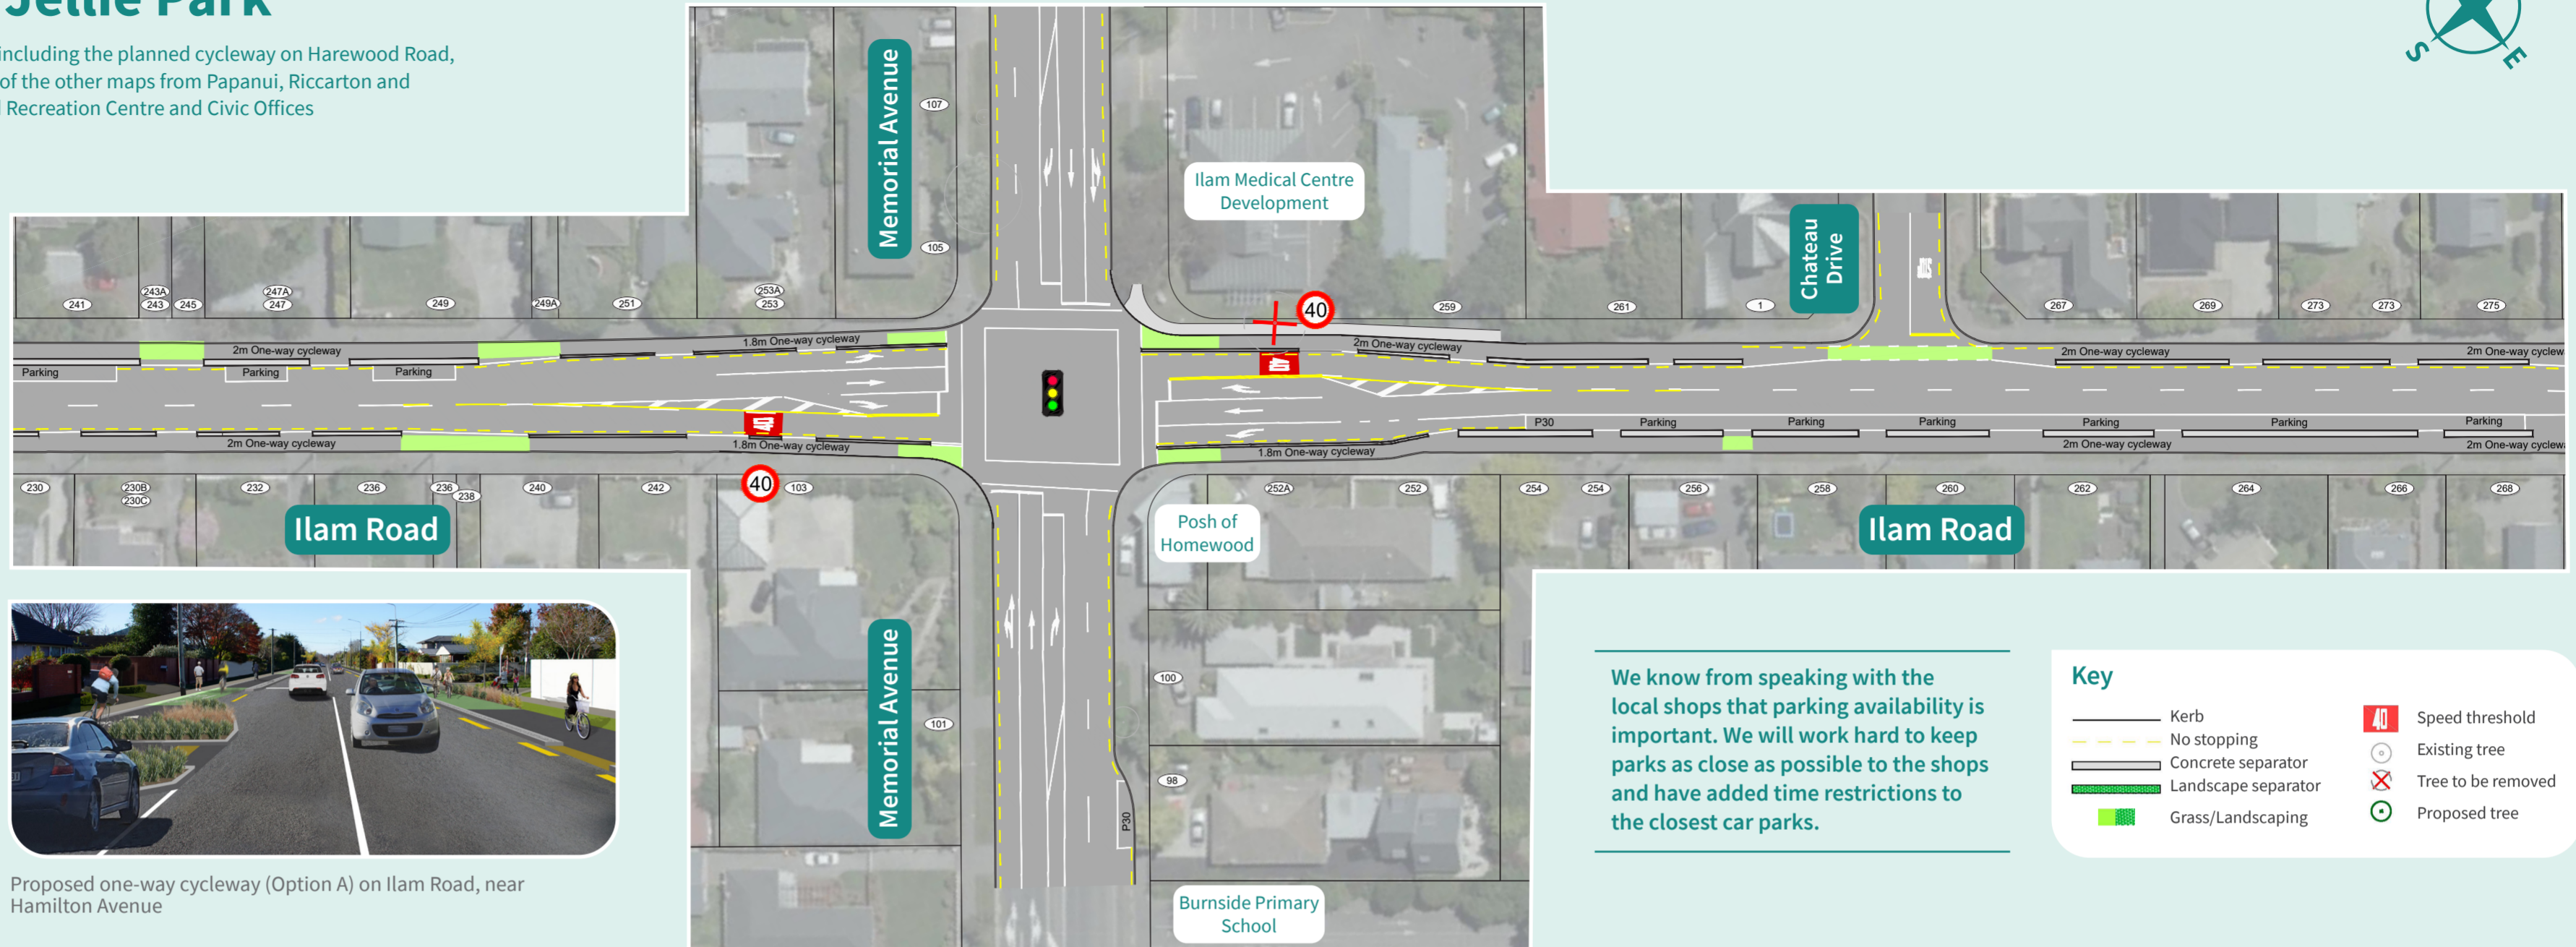 Jellie Park
including the planned cycleway on Harewood Road,
of the other maps from Papanui, Riccarton and
Recreation Centre and Civic Offices
S
E
Memorial Avenue
107
105
Ilam Medical Centre
Development
Chateau
Drive
STOP
241
243A
243
245
247A
247
249
249A
251
253A
253
40
259
261
1
267
269
273
273
275
2m One-way cycleway
1.8m One-way cycleway
2m One-way cycleway
2m One-way cycleway
2m One-way cyclew
Parking
Parking
Parking
40
40
P30
Parking
Parking
Parking
Parking
Parking
Parking
2m One-way cycleway
1.8m One-way cycleway
1.8m One-way cycleway
2m One-way cycleway
2m One-way cyclew
230
230B
230C
232
236
236
238
240
242
40
103
252A
252
254
254
256
258
260
262
264
266
268
Ilam Road
Posh of
Homewood
Ilam Road
Memorial Avenue
101
100
98
P30
Burnside Primary
School
Proposed one-way cycleway (Option A) on Ilam Road, near
Hamilton Avenue
We know from speaking with the
local shops that parking availability is
important. We will work hard to keep
parks as close as possible to the shops
and have added time restrictions to
the closest car parks.
Key
Kerb
No stopping
Concrete separator
Landscape separator
Grass/Landscaping
40
Speed threshold
Existing tree
Tree to be removed
Proposed tree